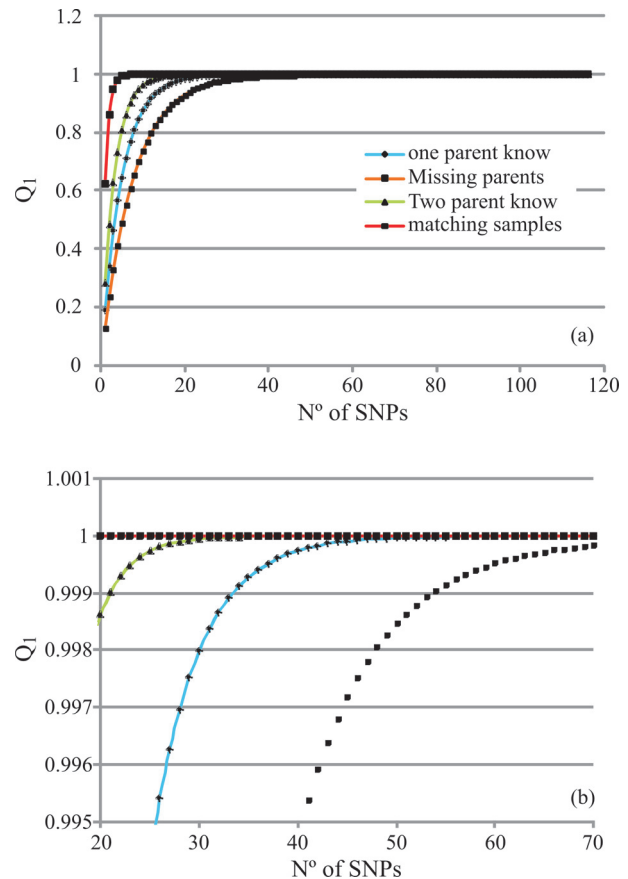 1.2
1
0.8
0.6
0.4
0.2
0
Q1
one parent know
Missing parents
Two parent know
matching samples
(a)
0 20 40 60 80 100 120
Nº of SNPs
1.001
1
0.999
0.998
0.997
0.996
0.995
Q1
(b)
20 30 40 50 60 70
Nº of SNPs